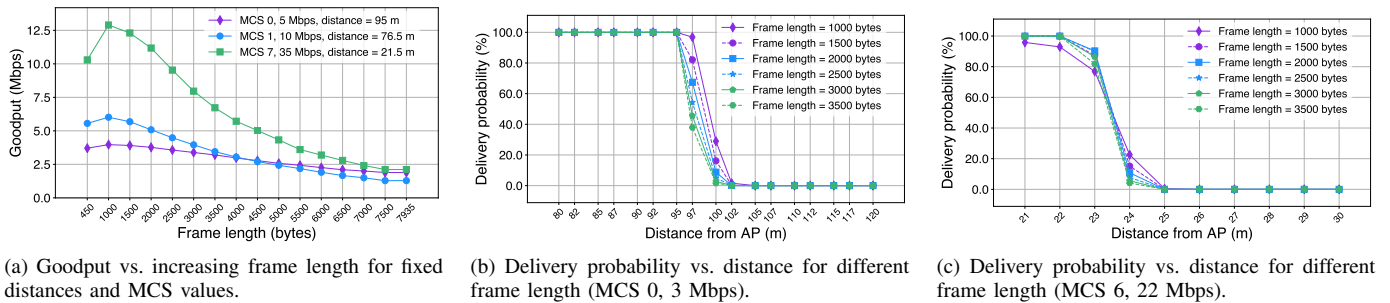 Goodput (Mbps)
12.5
10.0
7.5
5.0
2.5
0.0
MCS 0, 5 Mbps, distance = 95 m
MCS 1, 10 Mbps, distance = 76.5 m
MCS 7, 35 Mbps, distance = 21.5 m
450 1000 1500 2000 2500 3000 3500 4000 4500 5000 5500 6000 6500 7000 7500 7935
Frame length (bytes)
(a) Goodput vs. increasing frame length for fixed
distances and MCS values.
Delivery probability (%)
100.0
80.0
60.0
40.0
20.0
0.0
Frame length = 1000 bytes
Frame length = 1500 bytes
Frame length = 2000 bytes
Frame length = 2500 bytes
Frame length = 3000 bytes
Frame length = 3500 bytes
80 82 85 87 90 92 95 97 100 102 105 107 110 112 115 117 120
Distance from AP (m)
(b) Delivery probability vs. distance for different
frame length (MCS 0, 3 Mbps).
Delivery probability (%)
100.0
80.0
60.0
40.0
20.0
0.0
Frame length = 1000 bytes
Frame length = 1500 bytes
Frame length = 2000 bytes
Frame length = 2500 bytes
Frame length = 3000 bytes
Frame length = 3500 bytes
21 22 23 24 25 26 27 28 29 30
Distance from AP (m)
(c) Delivery probability vs. distance for different
frame length (MCS 6, 22 Mbps).